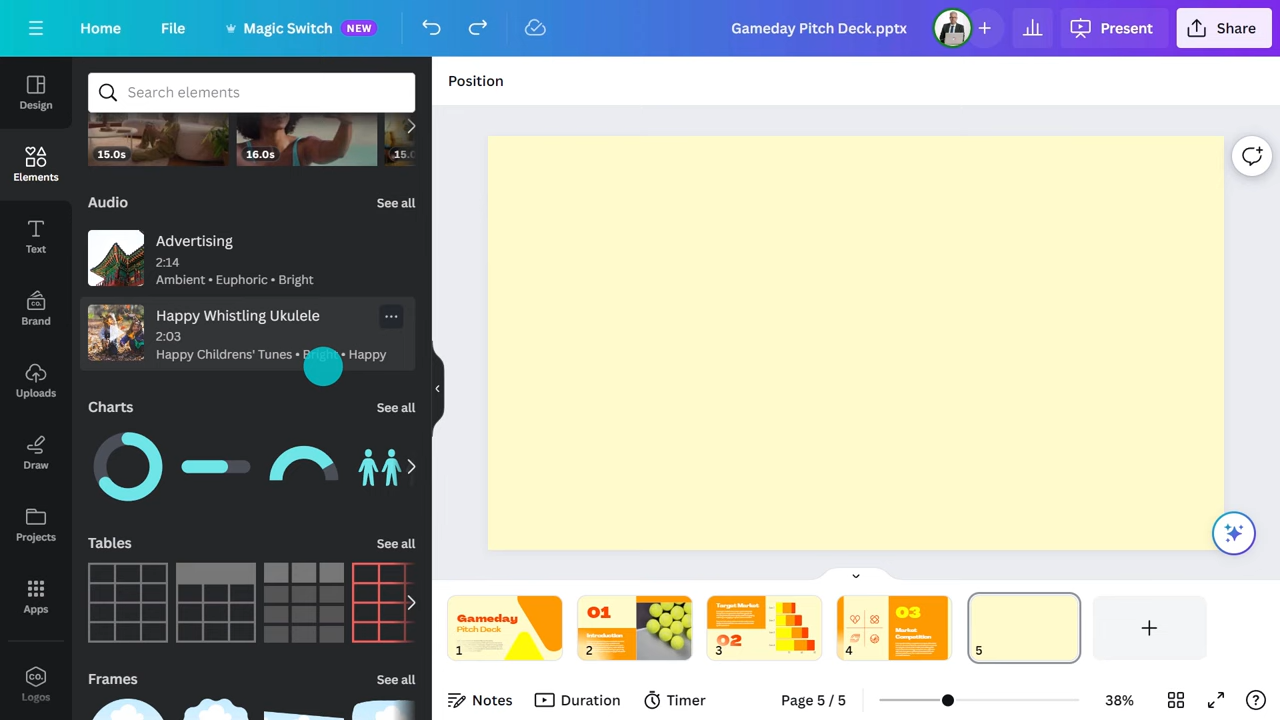 Home
File
Magic Switch
NEW
Gameday Pitch Deck.pptx
Present
Share
Design
Elements
Text
Brand
Uploads
Draw
Projects
Apps
Logos
Search elements
15.0s
16.0s
Audio
See all
Advertising
2:14
Ambient • Euphoric • Bright
Happy Whistling Ukulele
2:03
Happy Childrens' Tunes • Bright • Happy
Charts
See all
Tables
See all
Frames
See all
Position
Gameday
Pitch Deck
1
01
Introduction
2
Target Market
02
3
03
Market
Competition
4
5
Notes
Duration
Timer
Page 5 / 5
38%